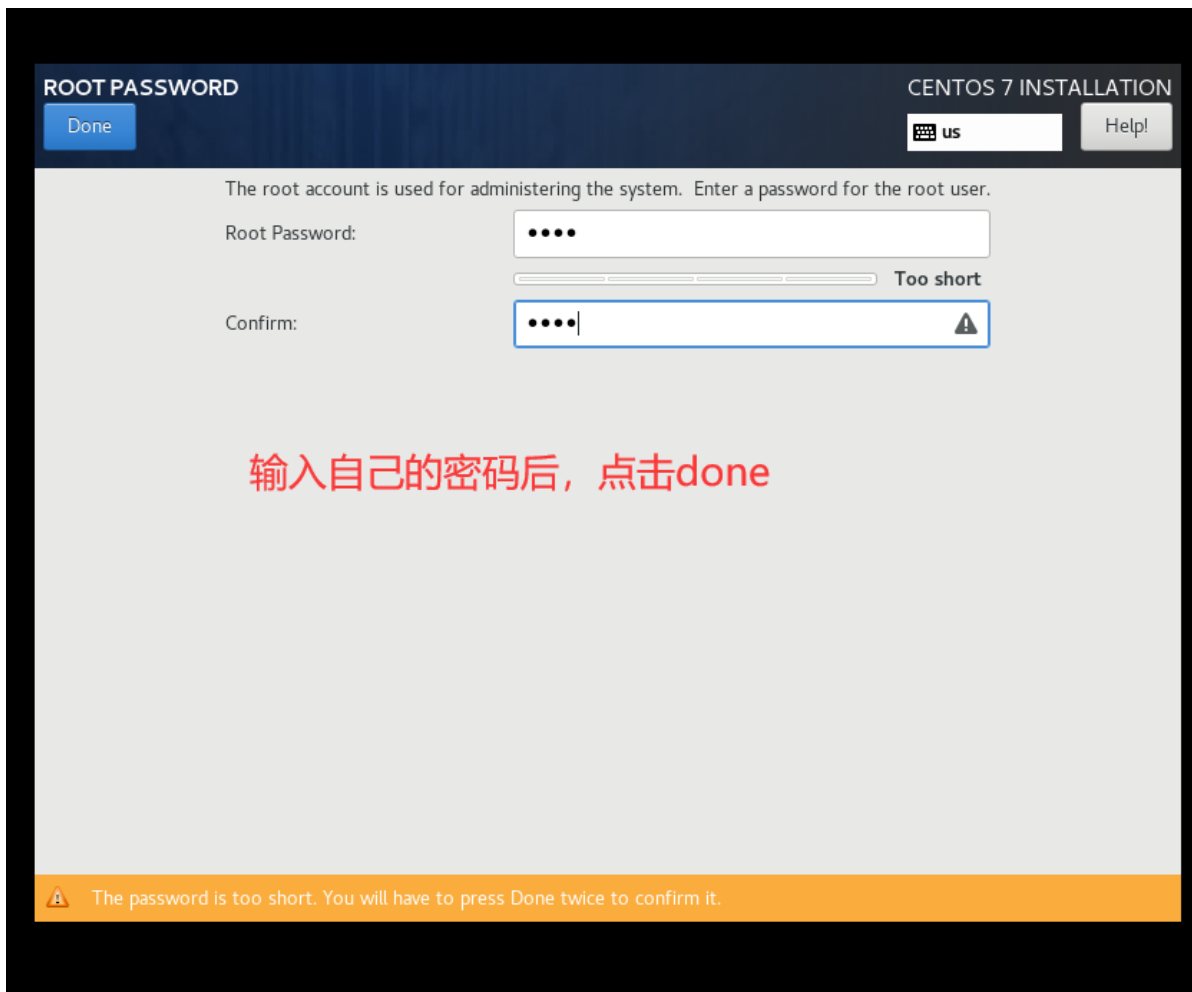 ROOT PASSWORD
CENTOS 7 INSTALLATION
Done
us
Help!
The root account is used for administering the system.  Enter a password for the root user.
Root Password:
••••
Too short
Confirm:
••••
输入自己的密码后，点击done
The password is too short. You will have to press Done twice to confirm it.